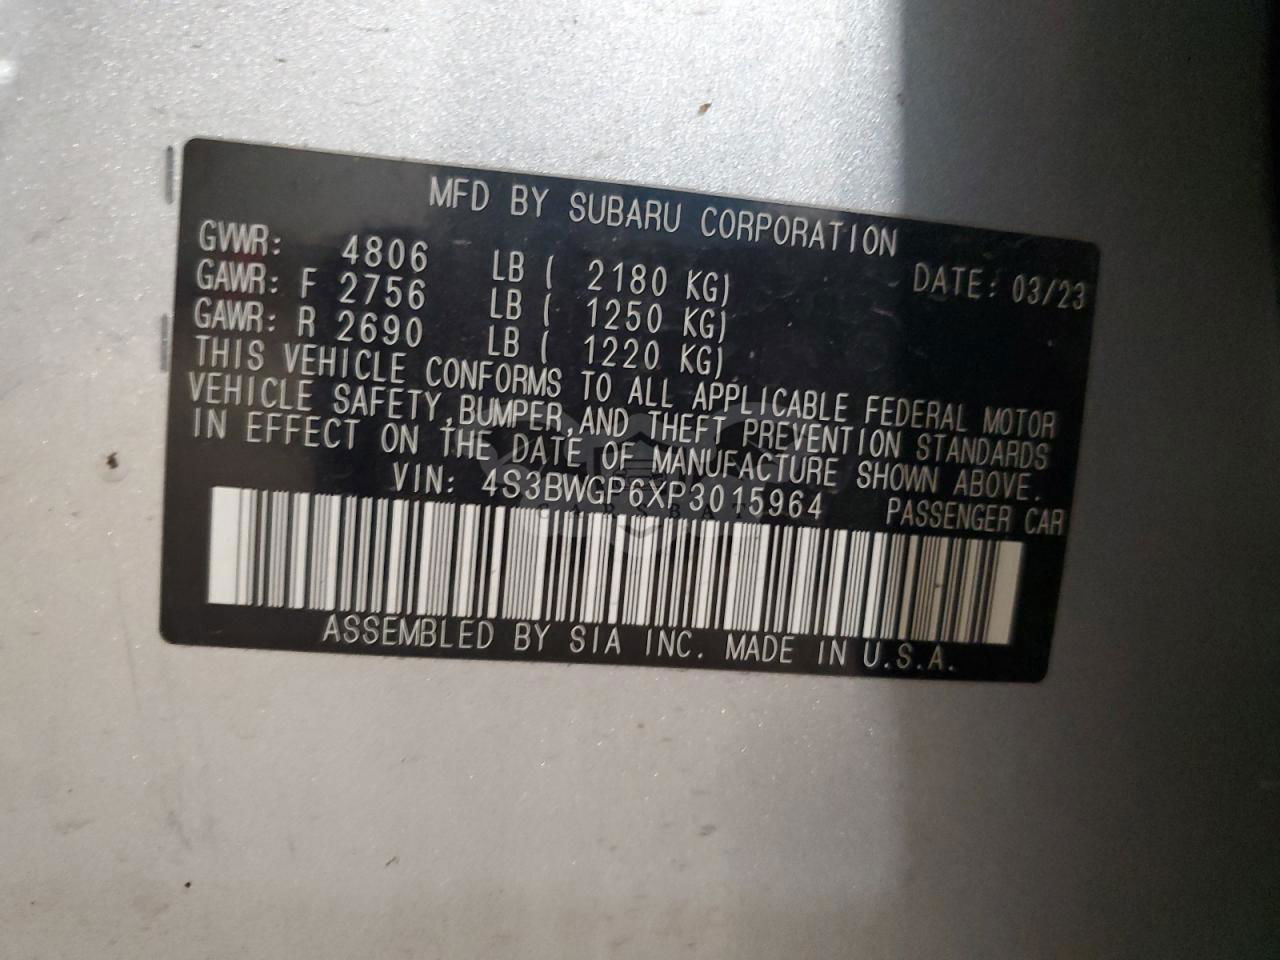 MFD BY SUBARU CORPORATION
GVWR: 4806 LB ( 2180 KG) DATE: 03/23
GAWR: F 2756 LB ( 1250 KG)
GAWR: R 2690 LB ( 1220 KG)
THIS VEHICLE CONFORMS TO ALL APPLICABLE FEDERAL MOTOR
VEHICLE SAFETY,BUMPER,AND THEFT PREVENTION STANDARDS
IN EFFECT ON THE DATE OF MANUFACTURE SHOWN ABOVE.
VIN: 4S3BWGP6XP3015964 PASSENGER CAR
CARSBAT
ASSEMBLED BY SIA INC. MADE IN U.S.A.